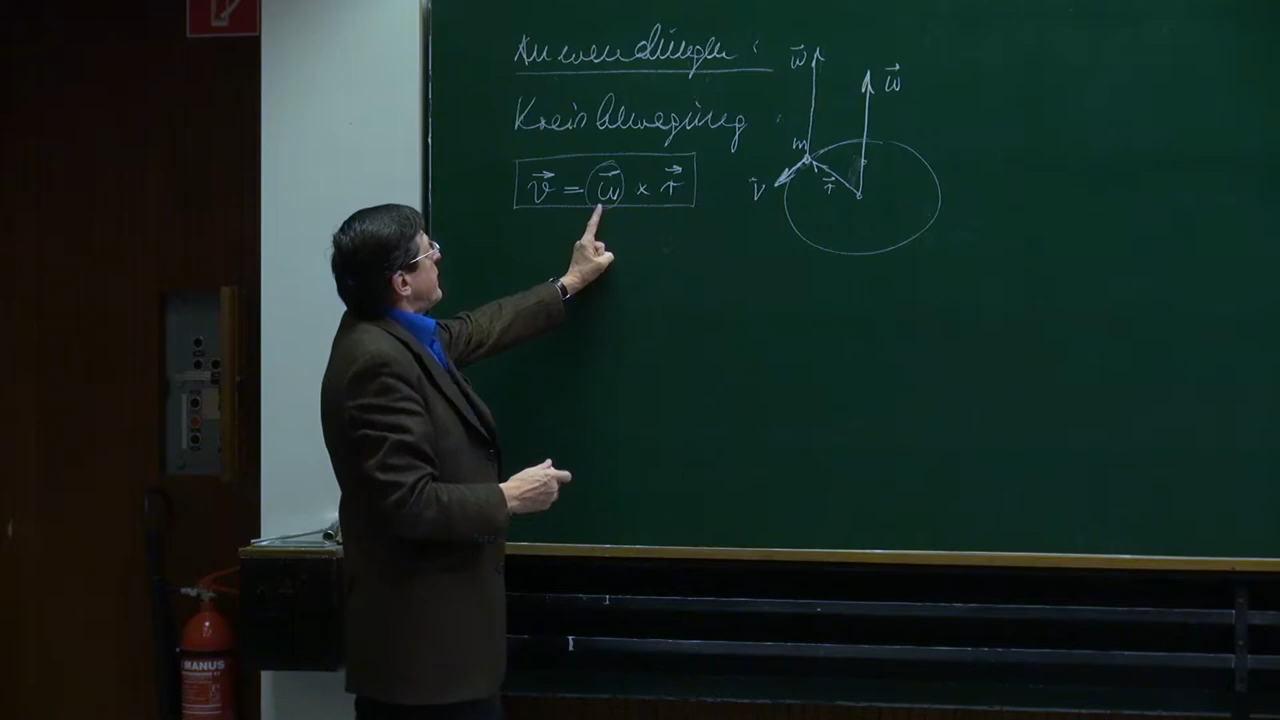 Anwendungen:
Kreisbewegung:
v⃗ = ω⃗ × r⃗
ω⃗
ω⃗
m
v⃗
r⃗
MANUS